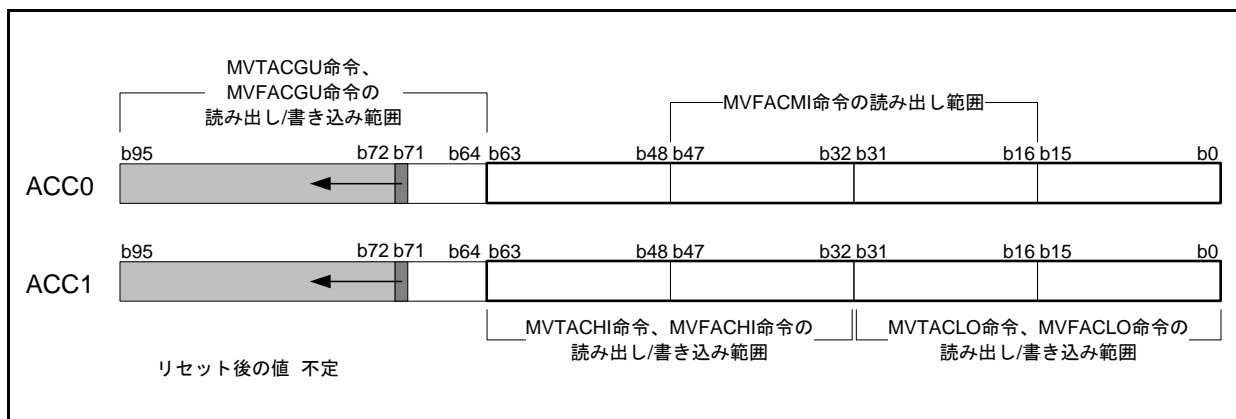 MVTACGU命令、
MVFACGU命令の
読み出し/書き込み範囲
MVFACMI命令の読み出し範囲
b95 b72 b71 b64 b63 b48 b47 b32 b31 b16 b15 b0
ACC0
b95 b72 b71 b64 b63 b48 b47 b32 b31 b16 b15 b0
ACC1
MVTACHI命令、MVFACHI命令の
読み出し/書き込み範囲
MVTACLO命令、MVFACLO命令の
読み出し/書き込み範囲
リセット後の値 不定